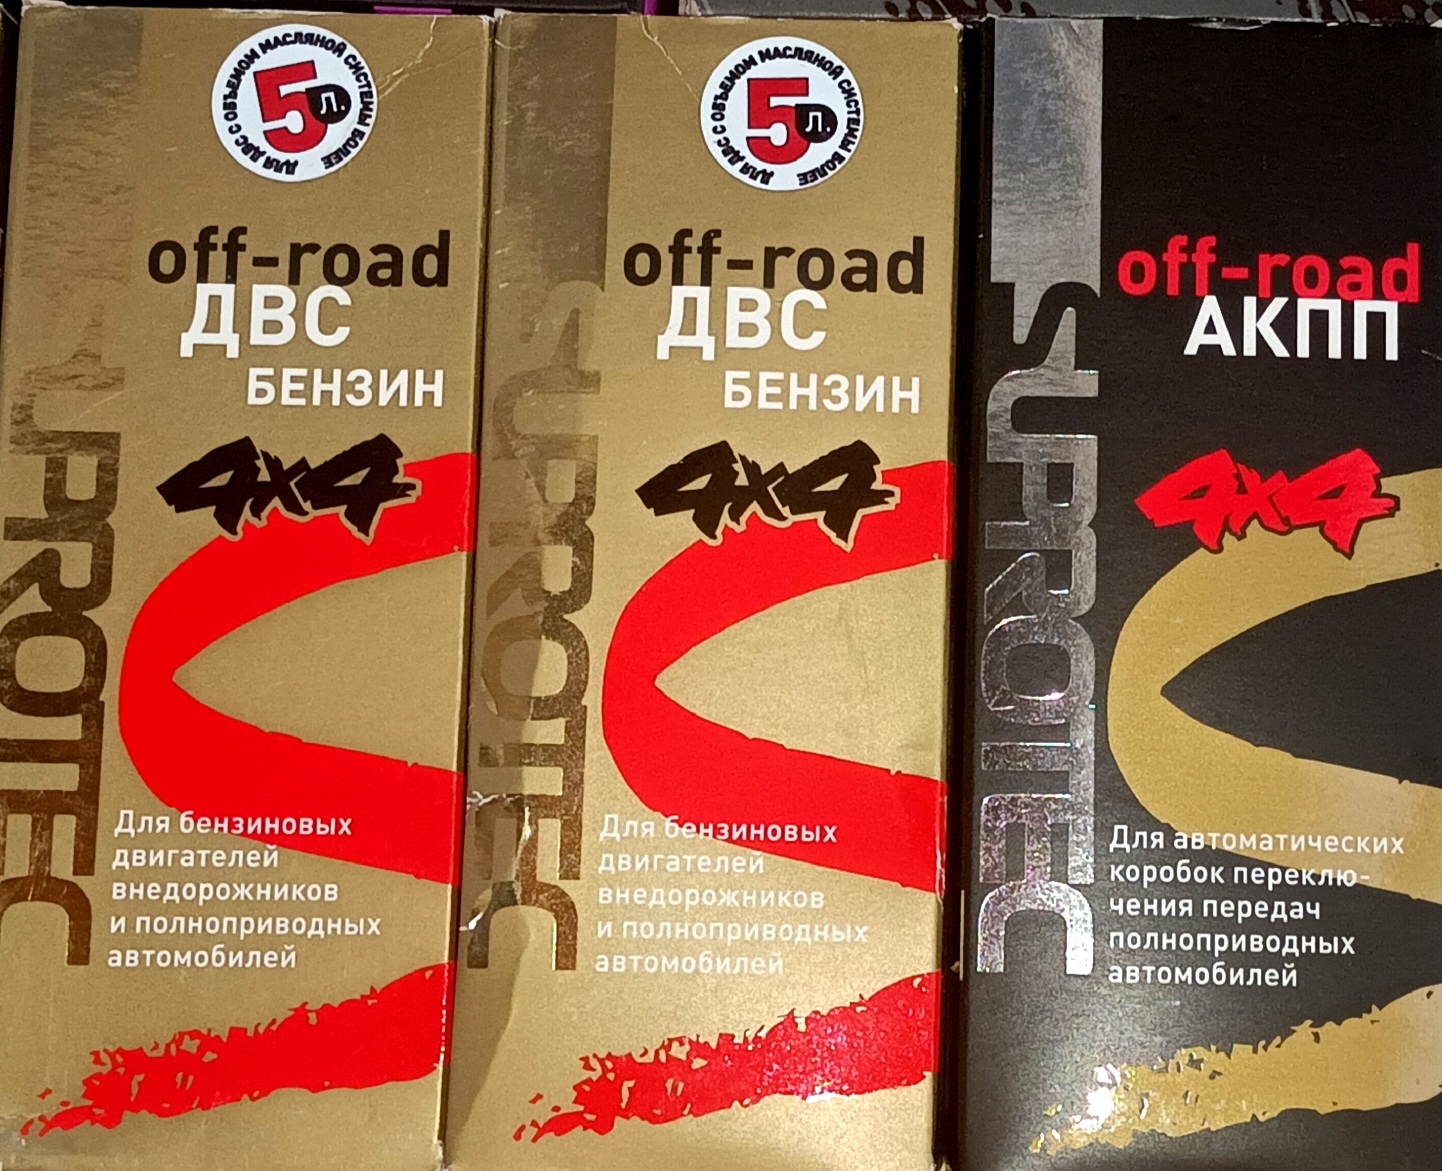 ДЛЯ ДВС С ОБЪЕМОМ МАСЛЯНОЙ СИСТЕМЫ БОЛЕЕ
5 л.
off-road
ДВС
БЕНЗИН
4x4
SUPROTEC
Для бензиновых
двигателей
внедорожников
и полноприводных
автомобилей
ДЛЯ ДВС С ОБЪЕМОМ МАСЛЯНОЙ СИСТЕМЫ БОЛЕЕ
5 л.
off-road
ДВС
БЕНЗИН
4x4
SUPROTEC
Для бензиновых
двигателей
внедорожников
и полноприводных
автомобилей
off-road
АКПП
4x4
SUPROTEC
Для автоматических
коробок переклю-
чения передач
полноприводных
автомобилей